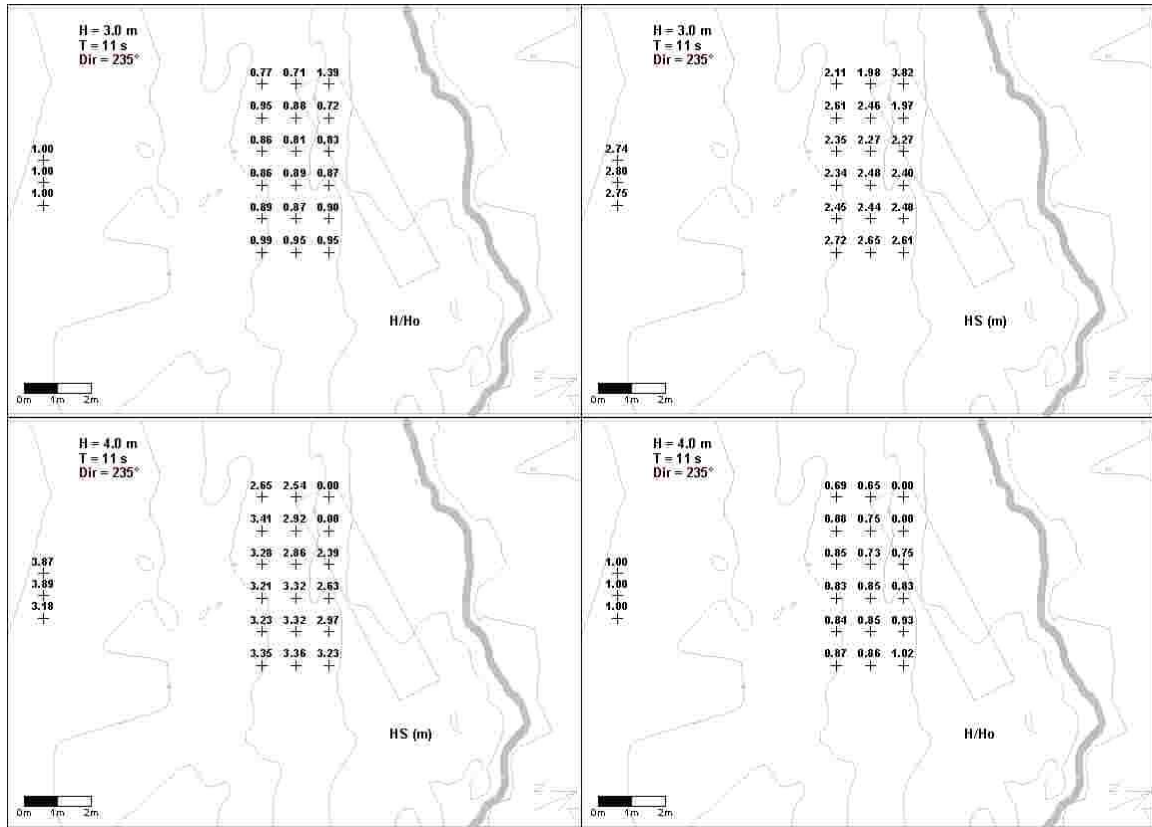 H = 3.0 m
T = 11 s
Dir = 235°
0.77 0.71 1.39
0.95 0.88 0.72
0.86 0.81 0.83
0.86 0.89 0.87
0.89 0.87 0.90
0.99 0.95 0.95
1.00
1.00
1.00
H/Ho
0m 1m 2m
H = 3.0 m
T = 11 s
Dir = 235°
2.11 1.98 3.82
2.61 2.46 1.97
2.35 2.27 2.27
2.34 2.48 2.40
2.45 2.44 2.48
2.72 2.65 2.61
2.74
2.80
2.75
HS (m)
0m 1m 2m
H = 4.0 m
T = 11 s
Dir = 235°
2.65 2.54 0.00
3.41 2.92 0.00
3.28 2.86 2.39
3.21 3.32 2.63
3.23 3.32 2.97
3.35 3.36 3.23
3.87
3.89
3.18
HS (m)
0m 1m 2m
H = 4.0 m
T = 11 s
Dir = 235°
0.69 0.65 0.00
0.88 0.75 0.00
0.85 0.73 0.75
0.83 0.85 0.83
0.84 0.85 0.93
0.87 0.86 1.02
1.00
1.00
1.00
H/Ho
0m 1m 2m